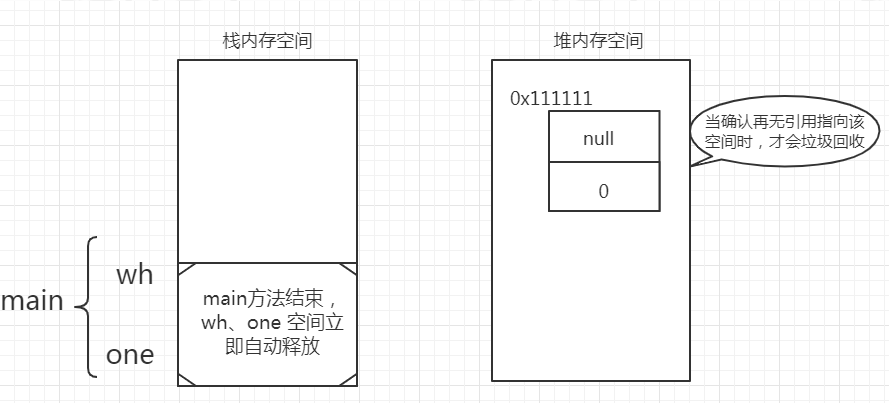 栈内存空间
堆内存空间
0x111111
null
0
当确认再无引用指向该
空间时，才会垃圾回收
main
wh
one
main方法结束，
wh、one 空间立
即自动释放